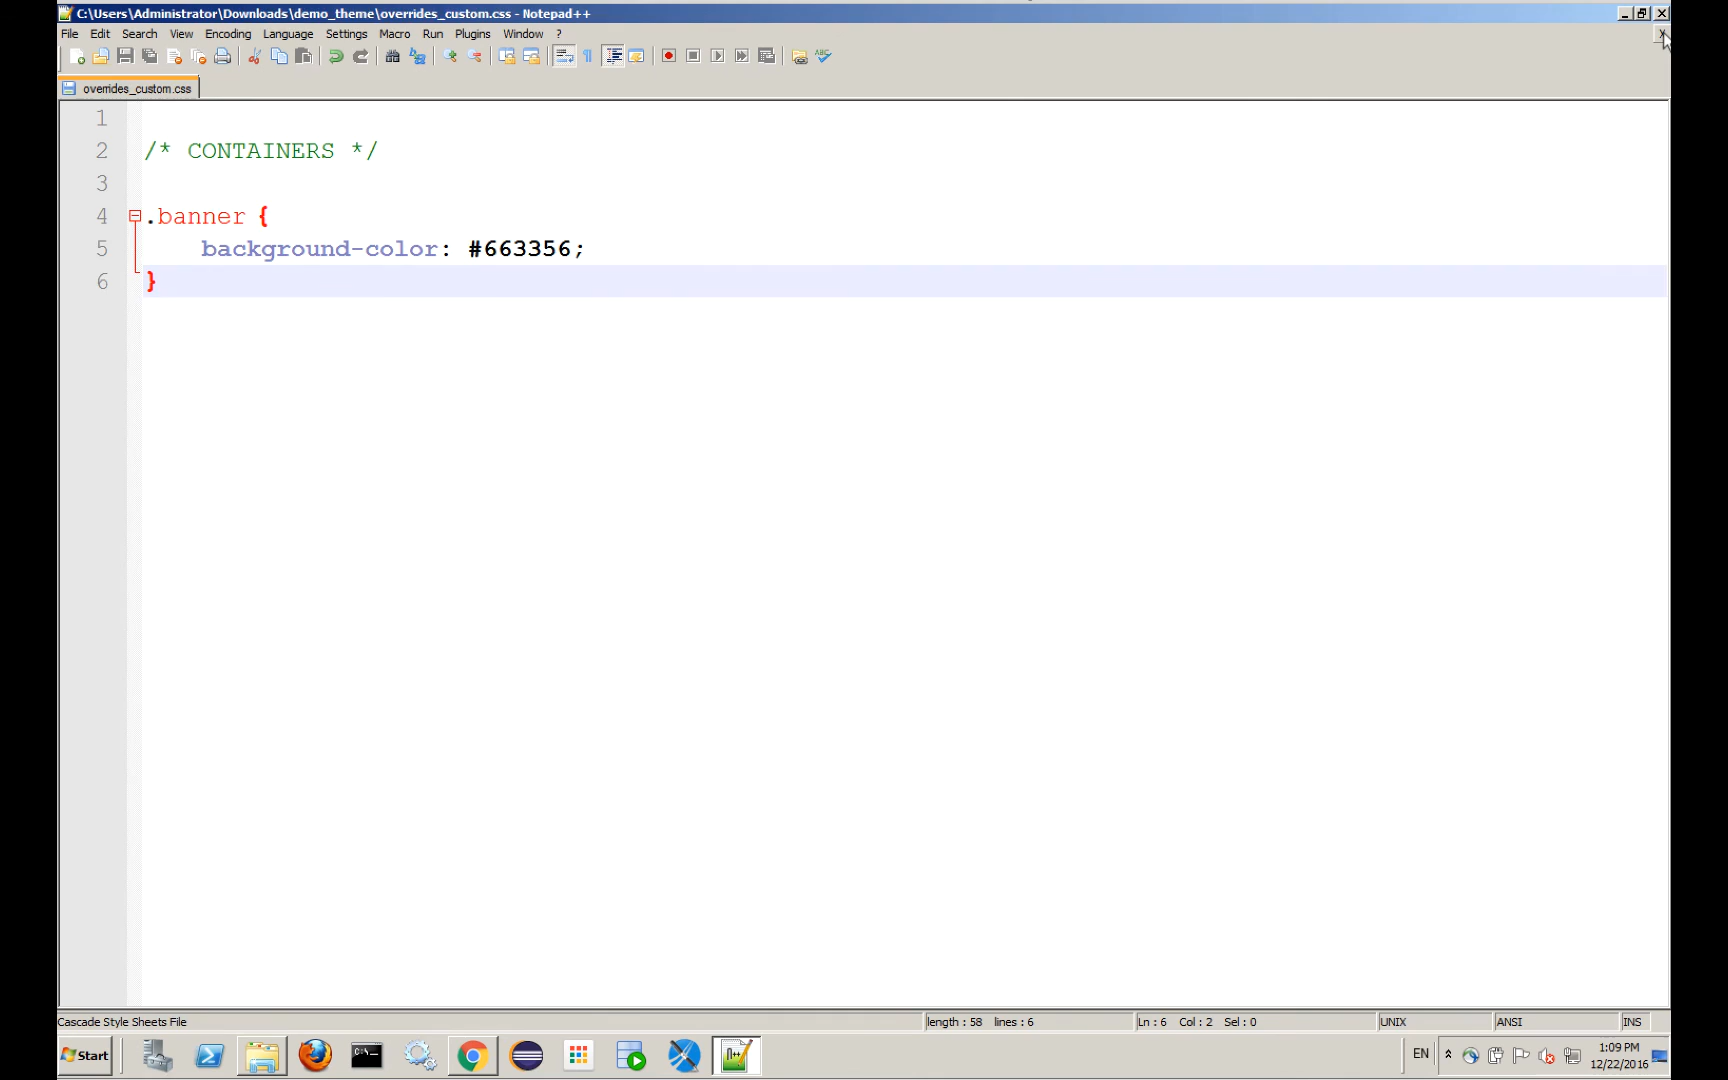 C:\Users\Administrator\Downloads\demo_theme\overrides_custom.css - Notepad++
File Edit Search View Encoding Language Settings Macro Run Plugins Window ?
overrides_custom.css
1
2 /* CONTAINERS */
3
4 .banner {
5 background-color: #663356;
6 }
Cascade Style Sheets File length : 58 lines : 6 Ln : 6 Col : 2 Sel : 0 UNIX ANSI INS
Start EN 1:09 PM
12/22/2016